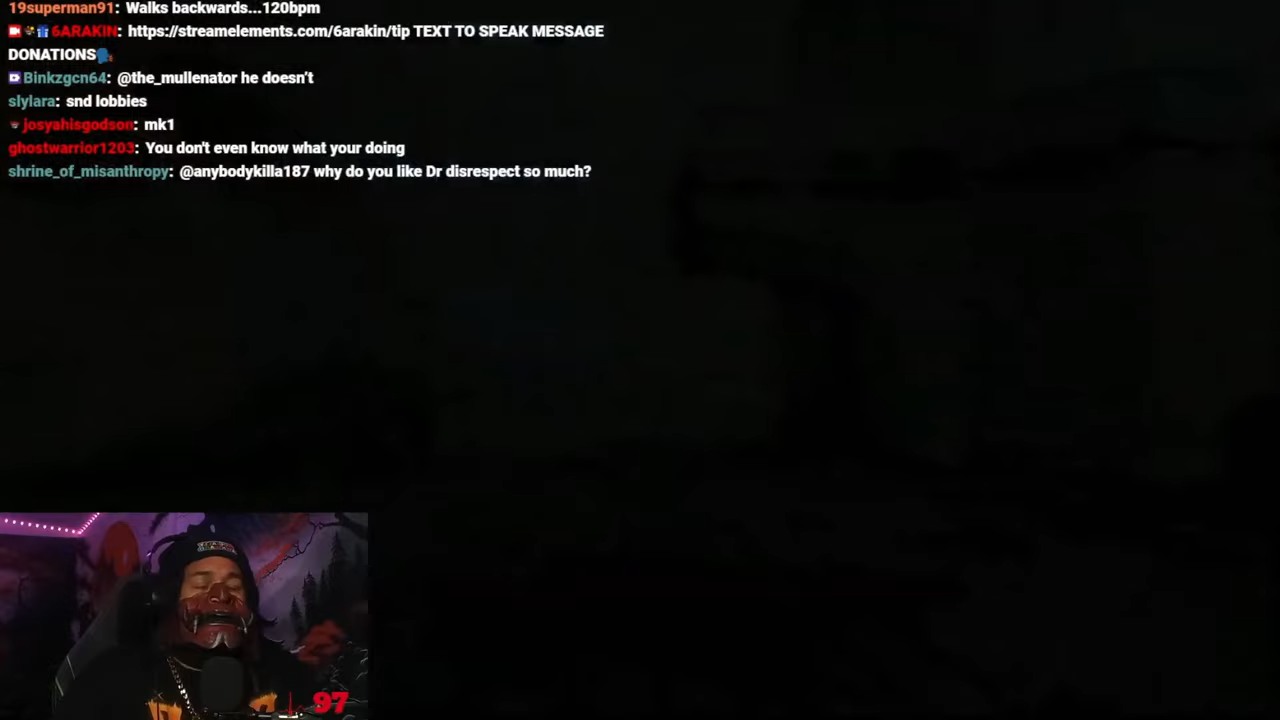 19superman91: Walks backwards...120bpm
6ARAKIN: https://streamelements.com/6arakin/tip TEXT TO SPEAK MESSAGE
DONATIONS🗣
Binkzgcn64: @the_mullenator he doesn't
slylara: snd lobbies
josyahisgodson: mk1
ghostwarrior1203: You don't even know what your doing
shrine_of_misanthropy: @anybodykilla187 why do you like Dr disrespect so much?
97